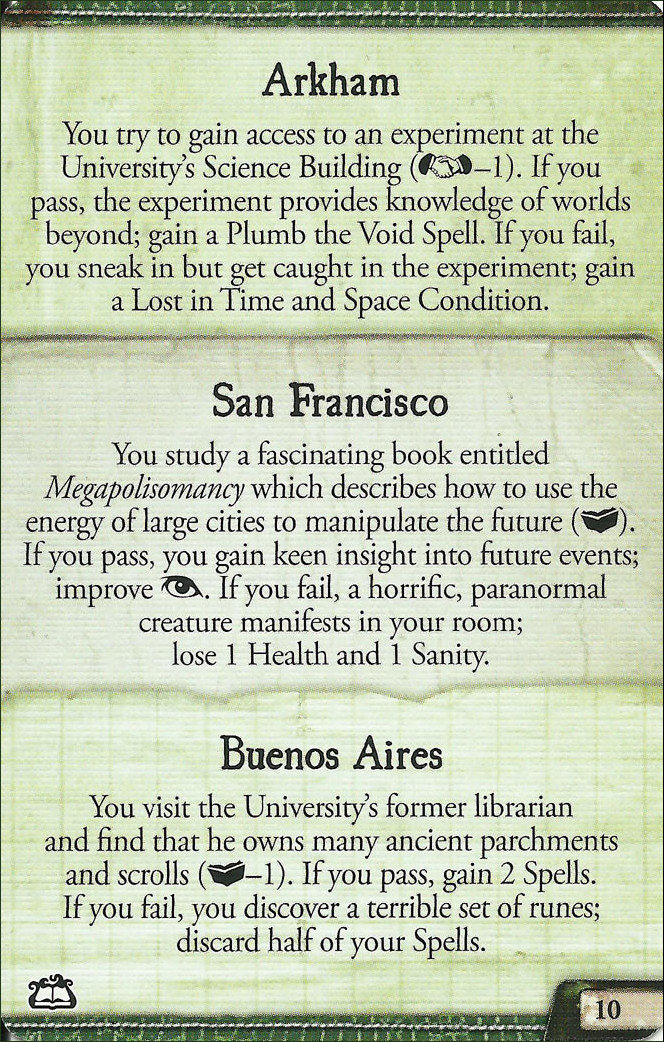 Arkham
You try to gain access to an experiment at the
University's Science Building (–1). If you
pass, the experiment provides knowledge of worlds
beyond; gain a Plumb the Void Spell. If you fail,
you sneak in but get caught in the experiment; gain
a Lost in Time and Space Condition.
San Francisco
You study a fascinating book entitled
Megapolisomancy which describes how to use the
energy of large cities to manipulate the future ().
If you pass, you gain keen insight into future events;
improve . If you fail, a horrific, paranormal
creature manifests in your room;
lose 1 Health and 1 Sanity.
Buenos Aires
You visit the University's former librarian
and find that he owns many ancient parchments
and scrolls (–1). If you pass, gain 2 Spells.
If you fail, you discover a terrible set of runes;
discard half of your Spells.
10